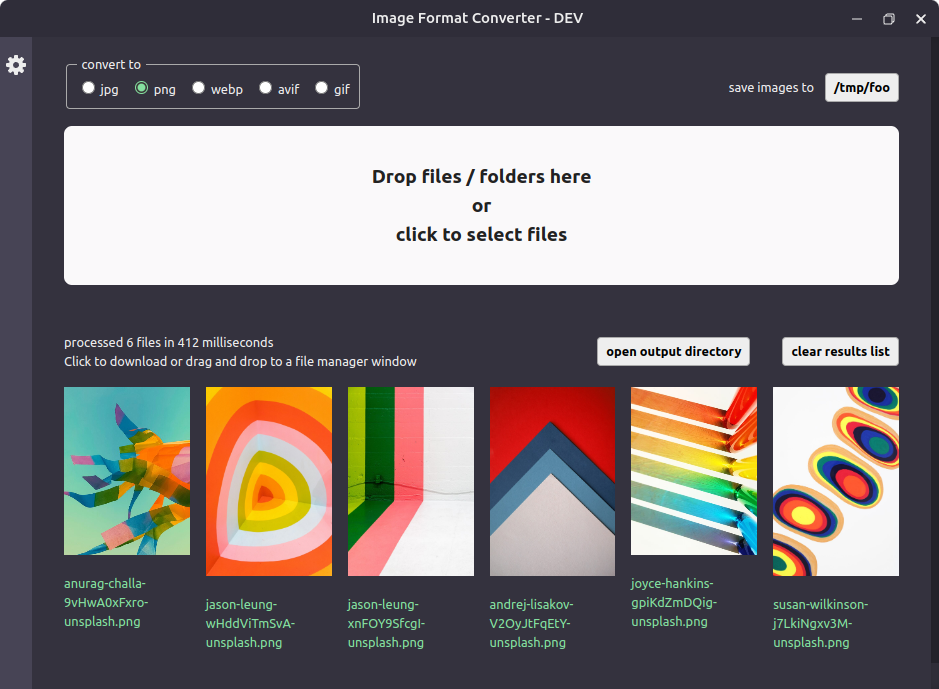 Image Format Converter - DEV
convert to
jpg png webp avif gif
save images to /tmp/foo
Drop files / folders here
or
click to select files
processed 6 files in 412 milliseconds
Click to download or drag and drop to a file manager window
open output directory
clear results list
anurag-challa-
9vHwA0xFxro-
unsplash.png
jason-leung-
wHddViTmSvA-
unsplash.png
jason-leung-
xnFOY9SfcgI-
unsplash.png
andrej-lisakov-
V2OyJtFqEtY-
unsplash.png
joyce-hankins-
gpiKdZmDQig-
unsplash.png
susan-wilkinson-
j7LkiNgxv3M-
unsplash.png